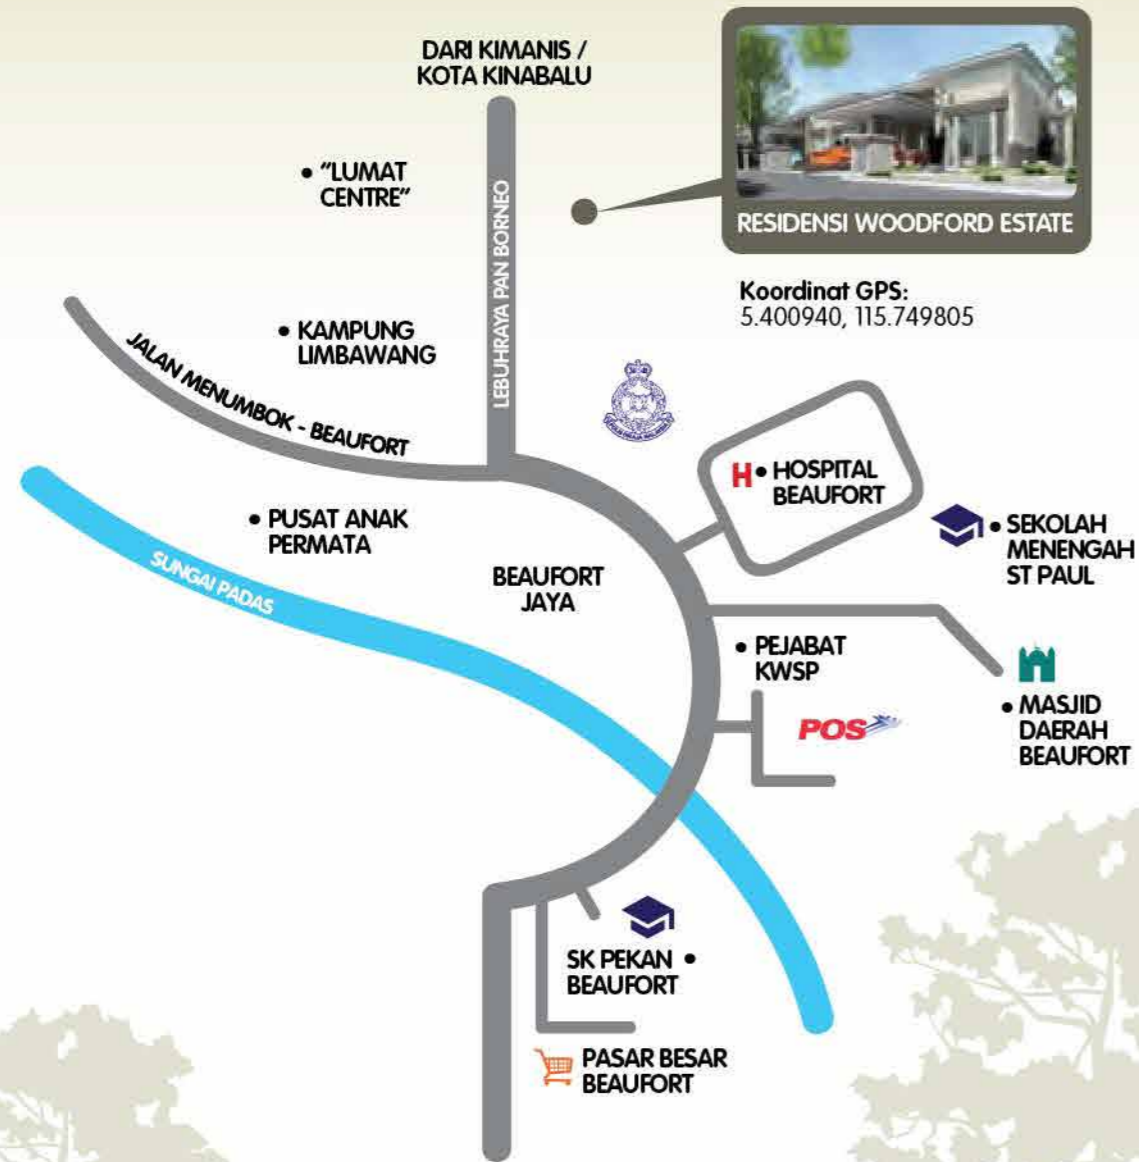 DARI KIMANIS /
KOTA KINABALU
• "LUMAT
CENTRE"
LEBUHRAYA PAN BORNEO
RESIDENSI WOODFORD ESTATE
Koordinat GPS:
5.400940, 115.749805
• KAMPUNG
LIMBAWANG
JALAN MENUMBOK - BEAUFORT
H • HOSPITAL
BEAUFORT
• SEKOLAH
MENENGAH
ST PAUL
• PUSAT ANAK
PERMATA
SUNGAI PADAS
BEAUFORT
JAYA
• PEJABAT
KWSP
POS
• MASJID
DAERAH
BEAUFORT
SK PEKAN •
BEAUFORT
PASAR BESAR
BEAUFORT